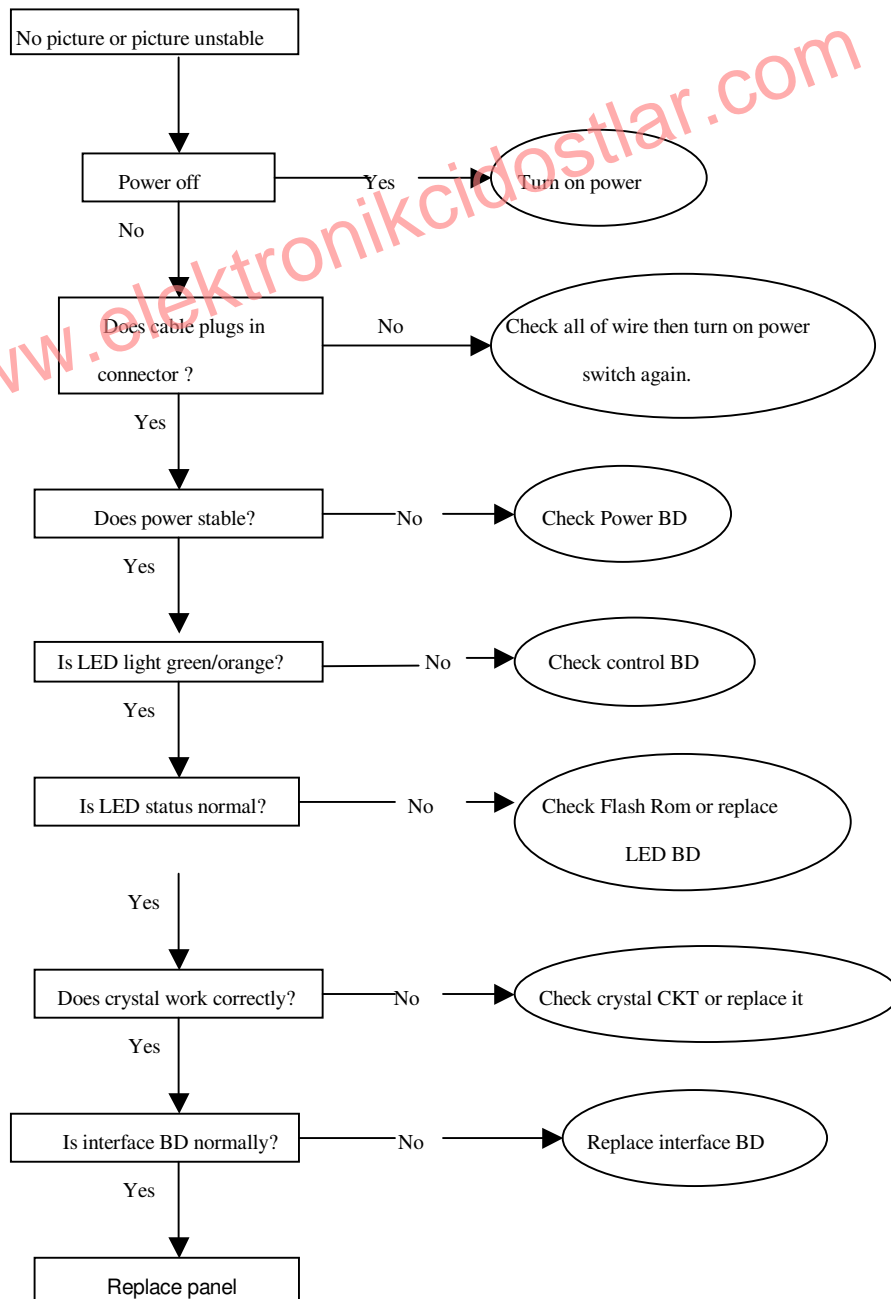 No picture or picture unstable
www.elektronikcidostlar.com
Power off
Yes
Turn on power
No
Does cable plugs in
connector ?
No
Check all of wire then turn on power
switch again.
Yes
Does power stable?
No
Check Power BD
Yes
Is LED light green/orange?
No
Check control BD
Yes
Is LED status normal?
No
Check Flash Rom or replace
LED BD
Yes
Does crystal work correctly?
No
Check crystal CKT or replace it
Yes
Is interface BD normally?
No
Replace interface BD
Yes
Replace panel